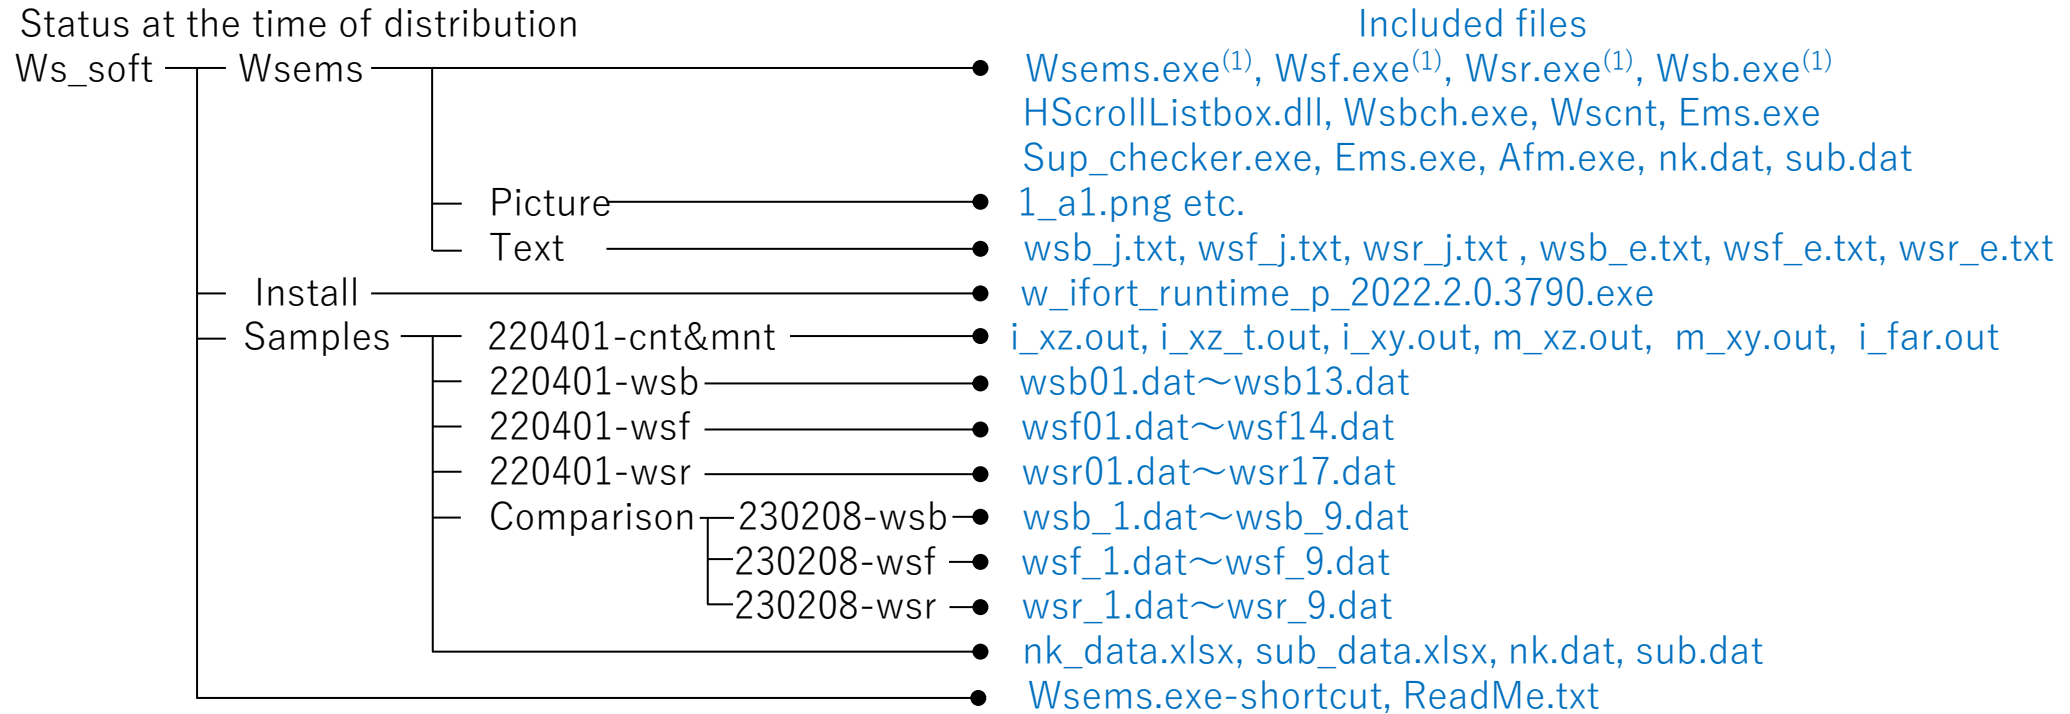 Status at the time of distribution Included files
Ws_soft Wsems Wsems.exe(1), Wsf.exe(1), Wsr.exe(1), Wsb.exe(1)
HScrollListbox.dll, Wsbch.exe, Wscnt, Ems.exe
Sup_checker.exe, Ems.exe, Afm.exe, nk.dat, sub.dat
Picture 1_a1.png etc.
Text wsb_j.txt, wsf_j.txt, wsr_j.txt , wsb_e.txt, wsf_e.txt, wsr_e.txt
Install w_ifort_runtime_p_2022.2.0.3790.exe
Samples 220401-cnt&mnt i_xz.out, i_xz_t.out, i_xy.out, m_xz.out, m_xy.out, i_far.out
220401-wsb wsb01.dat～wsb13.dat
220401-wsf wsf01.dat～wsf14.dat
220401-wsr wsr01.dat～wsr17.dat
Comparison 230208-wsb wsb_1.dat～wsb_9.dat
230208-wsf wsf_1.dat～wsf_9.dat
230208-wsr wsr_1.dat～wsr_9.dat
nk_data.xlsx, sub_data.xlsx, nk.dat, sub.dat
Wsems.exe-shortcut, ReadMe.txt